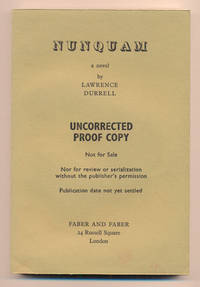 NUNQUAM
a novel
by
LAWRENCE
DURRELL
UNCORRECTED
PROOF COPY
Not for Sale
Nor for review or serialization
without the publisher's permission
Publication date not yet settled
FABER AND FABER
24 Russell Square
London